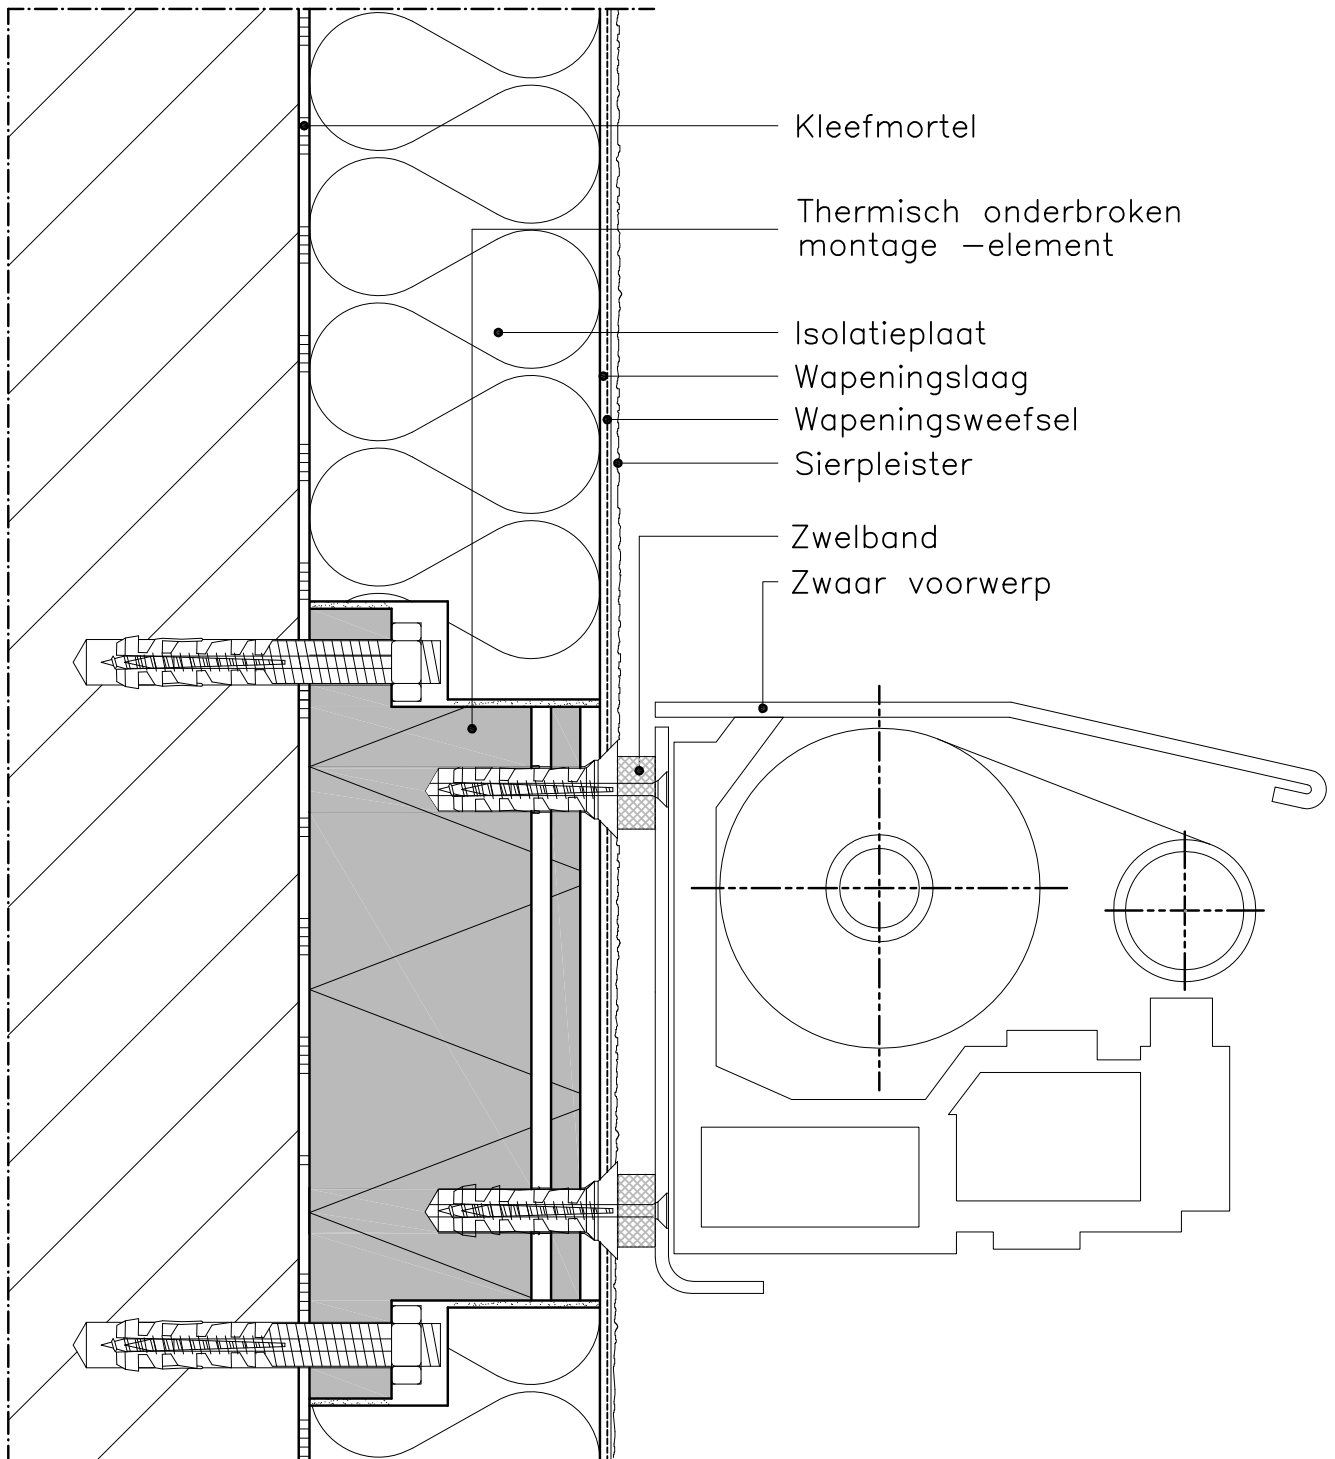 Kleefmortel
Thermisch onderbroken
montage -element
Isolatieplaat
Wapeningslaag
Wapeningsweefsel
Sierpleister
Zwelband
Zwaar voorwerp